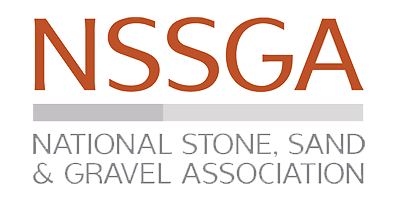 NSSGA
NATIONAL STONE, SAND
& GRAVEL ASSOCIATION